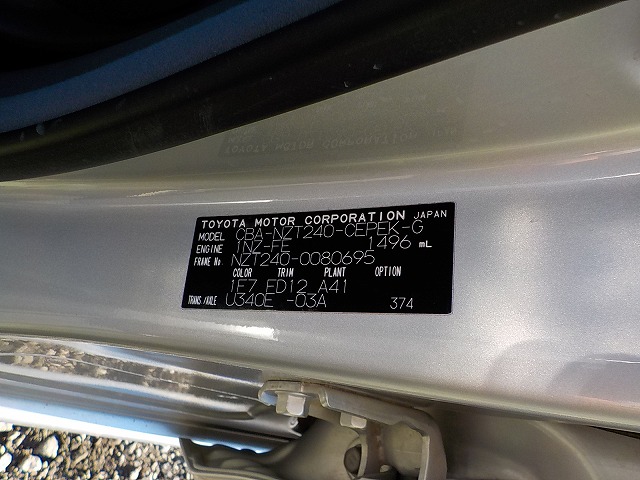 TOYOTA MOTOR CORPORATION JAPAN
MODEL CBA-NZT240-CEPEK-G
ENGINE 1NZ-FE 1496 mL
FRAME No. NZT240-0080695
COLOR TRIM PLANT OPTION
1E7 ED12 A41
TRANS/AXLE U340E -03A 374